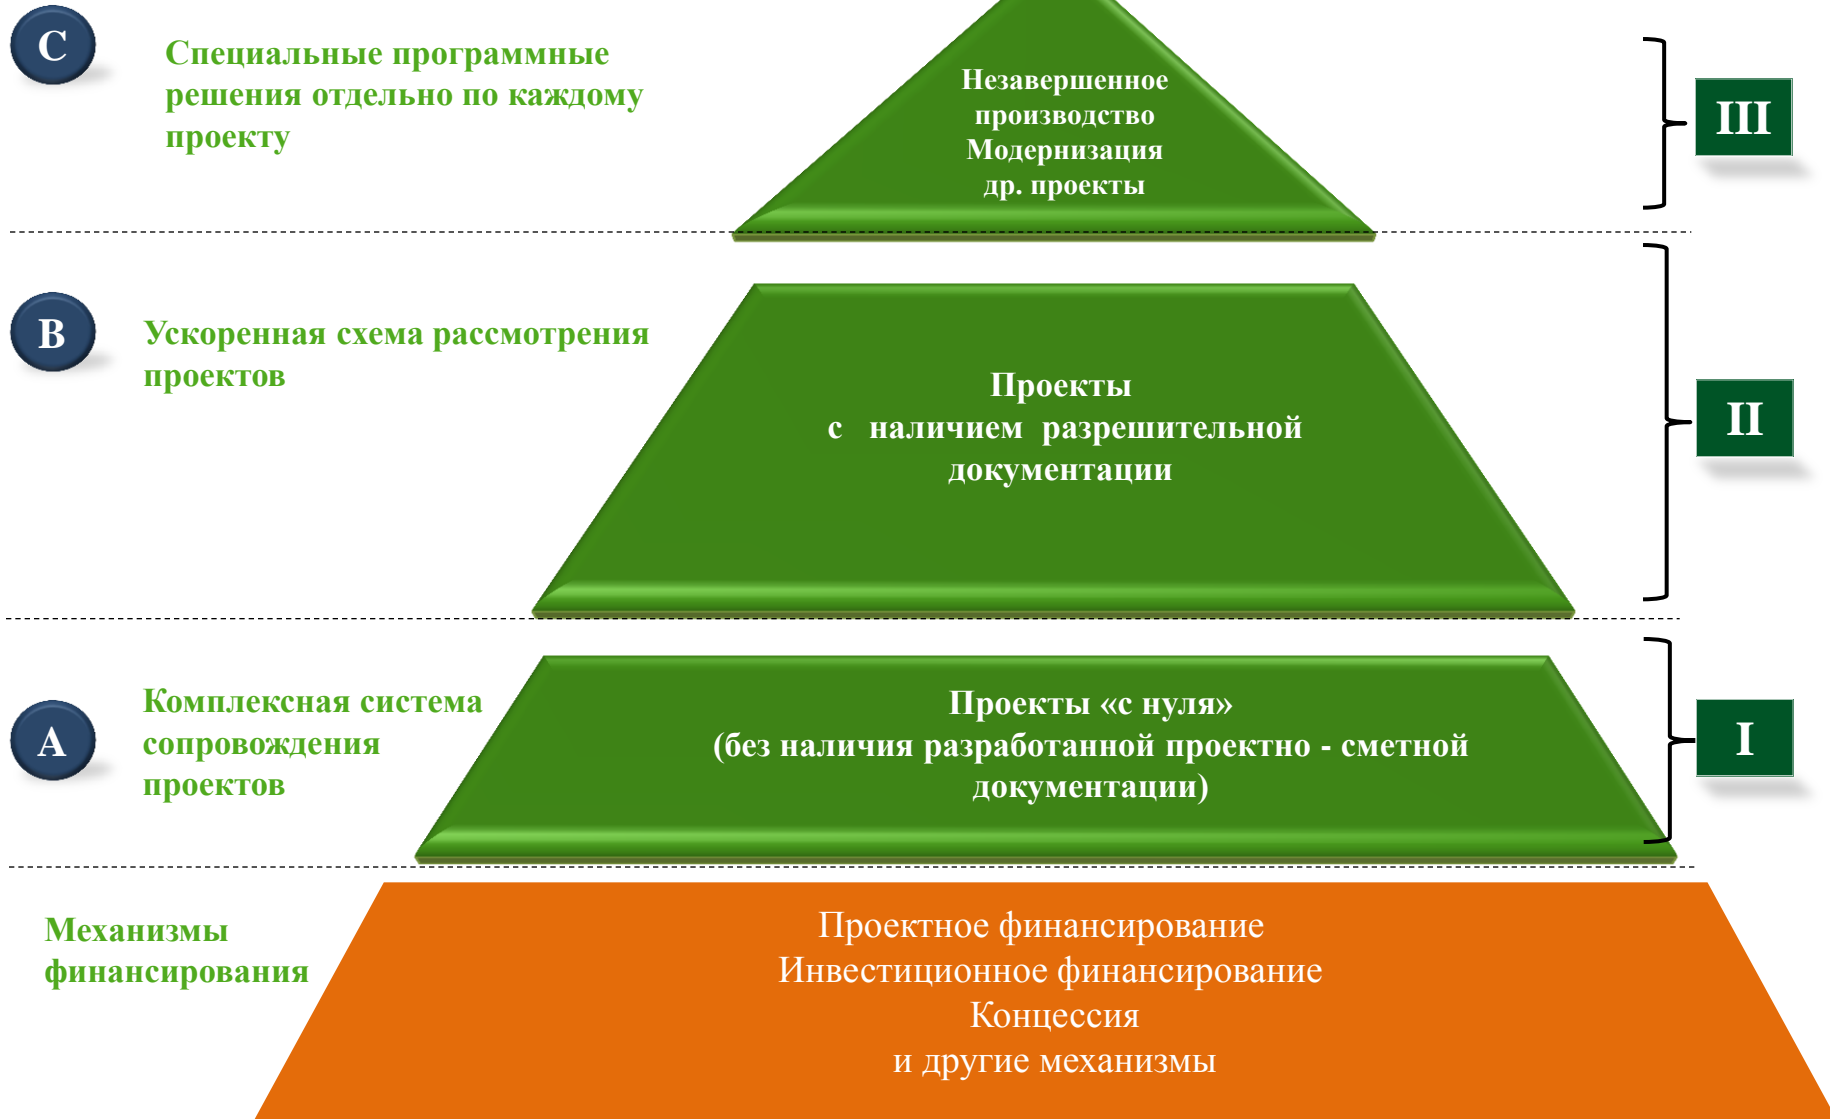 C
Специальные программные
решения отдельно по каждому
проекту
Незавершенное
производство
Модернизация
др. проекты
III
B
Ускоренная схема рассмотрения
проектов
Проекты
с наличием разрешительной
документации
II
A
Комплексная система
сопровождения
проектов
Проекты «с нуля»
(без наличия разработанной проектно - сметной
документации)
I
Механизмы
финансирования
Проектное финансирование
Инвестиционное финансирование
Концессия
и другие механизмы